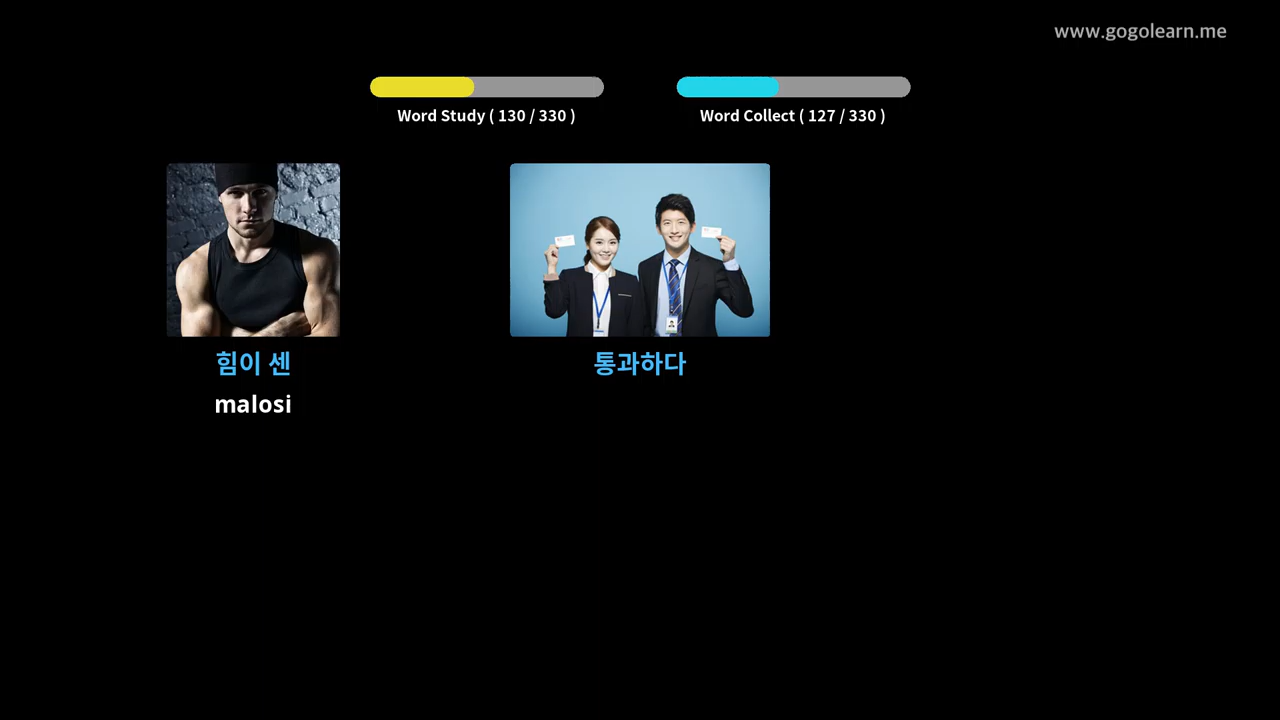 www.gogolearn.me
Word Study ( 130 / 330 )
Word Collect ( 127 / 330 )
힘이 센
통과하다
malosi